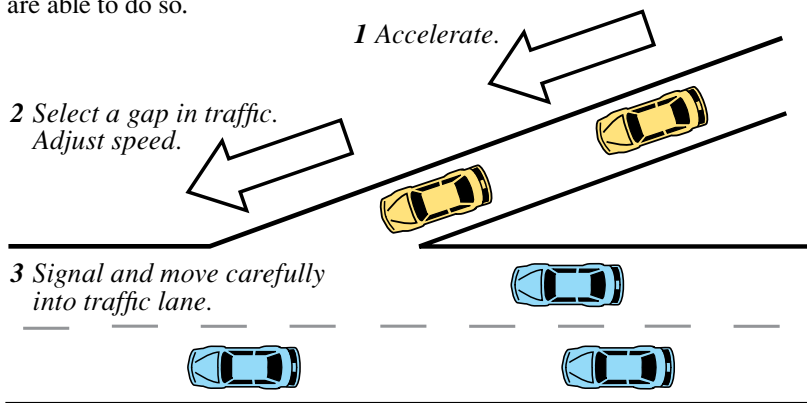 are able to do so.
1 Accelerate.
2 Select a gap in traffic.
Adjust speed.
3 Signal and move carefully
into traffic lane.